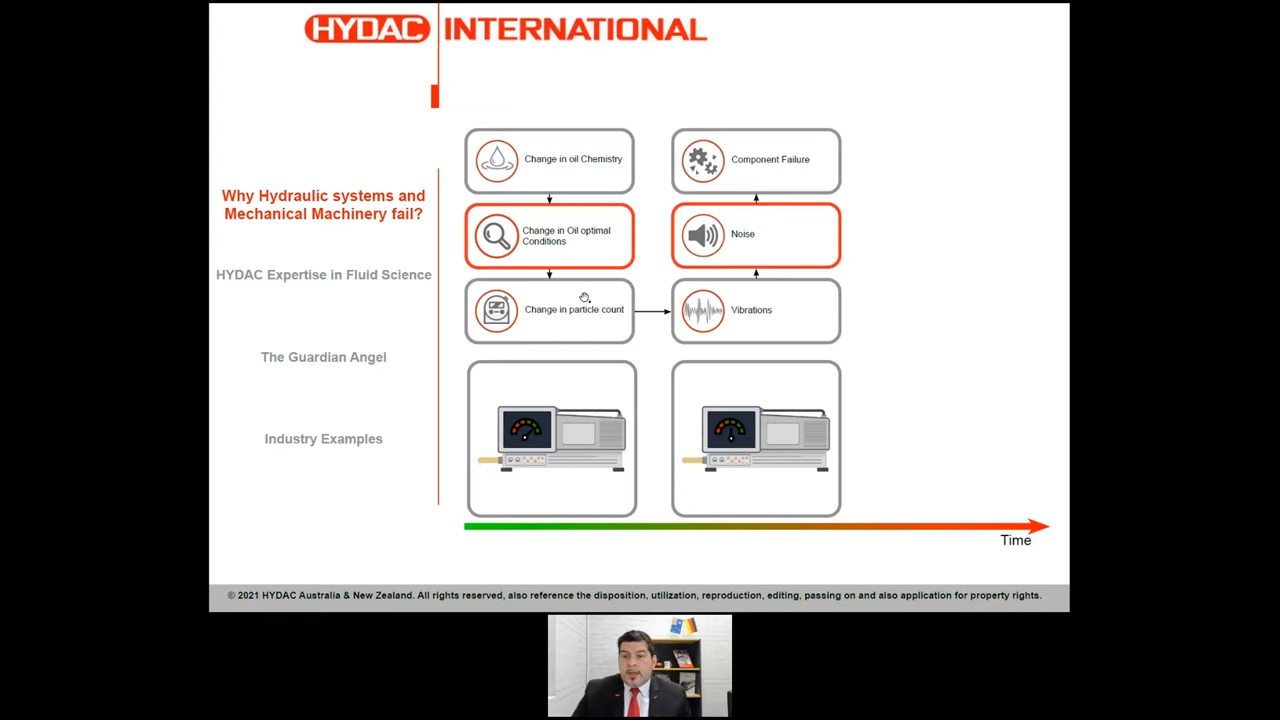 HYDAC INTERNATIONAL
Why Hydraulic systems and
Mechanical Machinery fail?
HYDAC Expertise in Fluid Science
The Guardian Angel
Industry Examples
Change in oil Chemistry
Change in Oil optimal
Conditions
Change in particle count
Component Failure
Noise
Vibrations
Time
© 2021 HYDAC Australia & New Zealand. All rights reserved, also reference the disposition, utilization, reproduction, editing, passing on and also application for property rights.